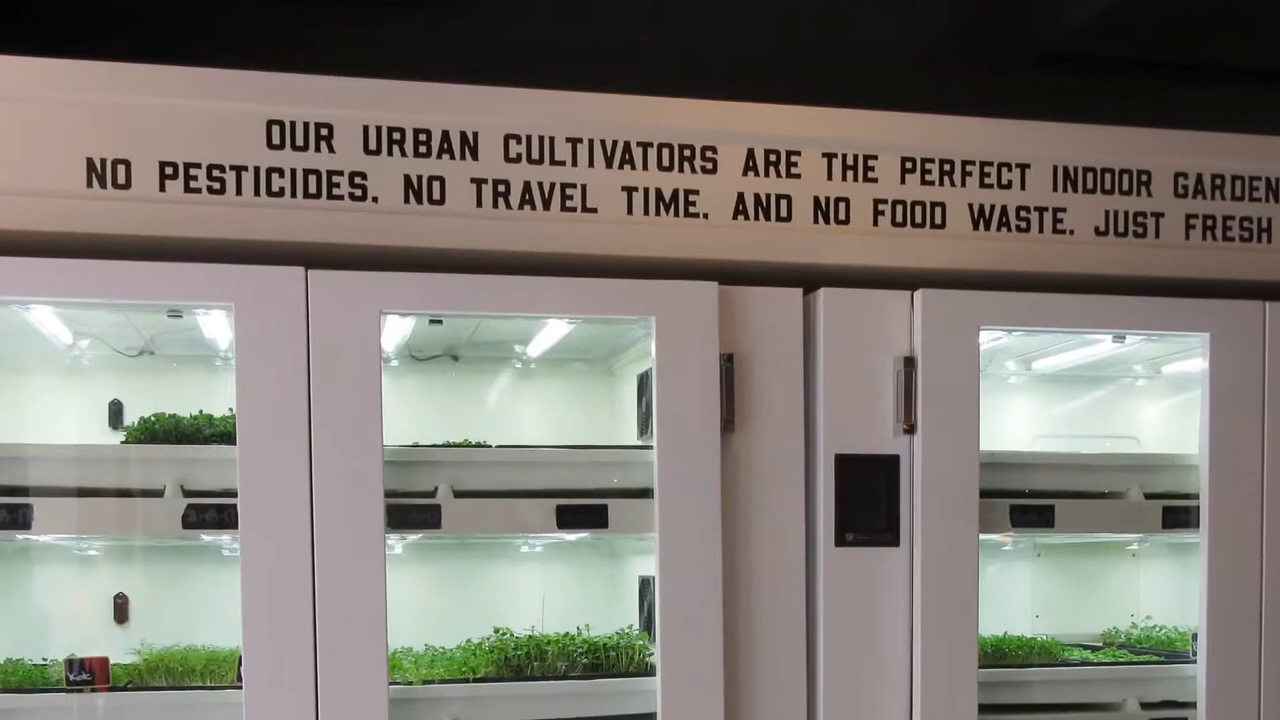 OUR URBAN CULTIVATORS ARE THE PERFECT INDOOR GARDEN
NO PESTICIDES, NO TRAVEL TIME, AND NO FOOD WASTE. JUST FRESH